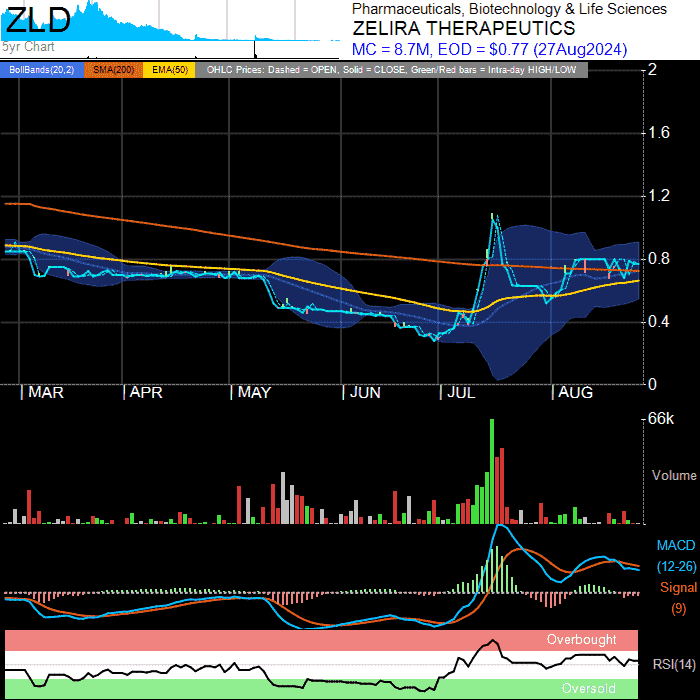 ZLD
5yr Chart
Pharmaceuticals, Biotechnology & Life Sciences
ZELIRA THERAPEUTICS
MC = 8.7M, EOD = $0.77 (27Aug2024)
BollBands(20,2) SMA(200) EMA(50) OHLC Prices: Dashed = OPEN, Solid = CLOSE, Green/Red bars = Intra-day HIGH/LOW
2
1.6
1.2
0.8
0.4
0
| MAR | APR | MAY | JUN | JUL | AUG
66k
Volume
MACD
(12-26)
Signal
(9)
Overbought
RSI(14)
Oversold